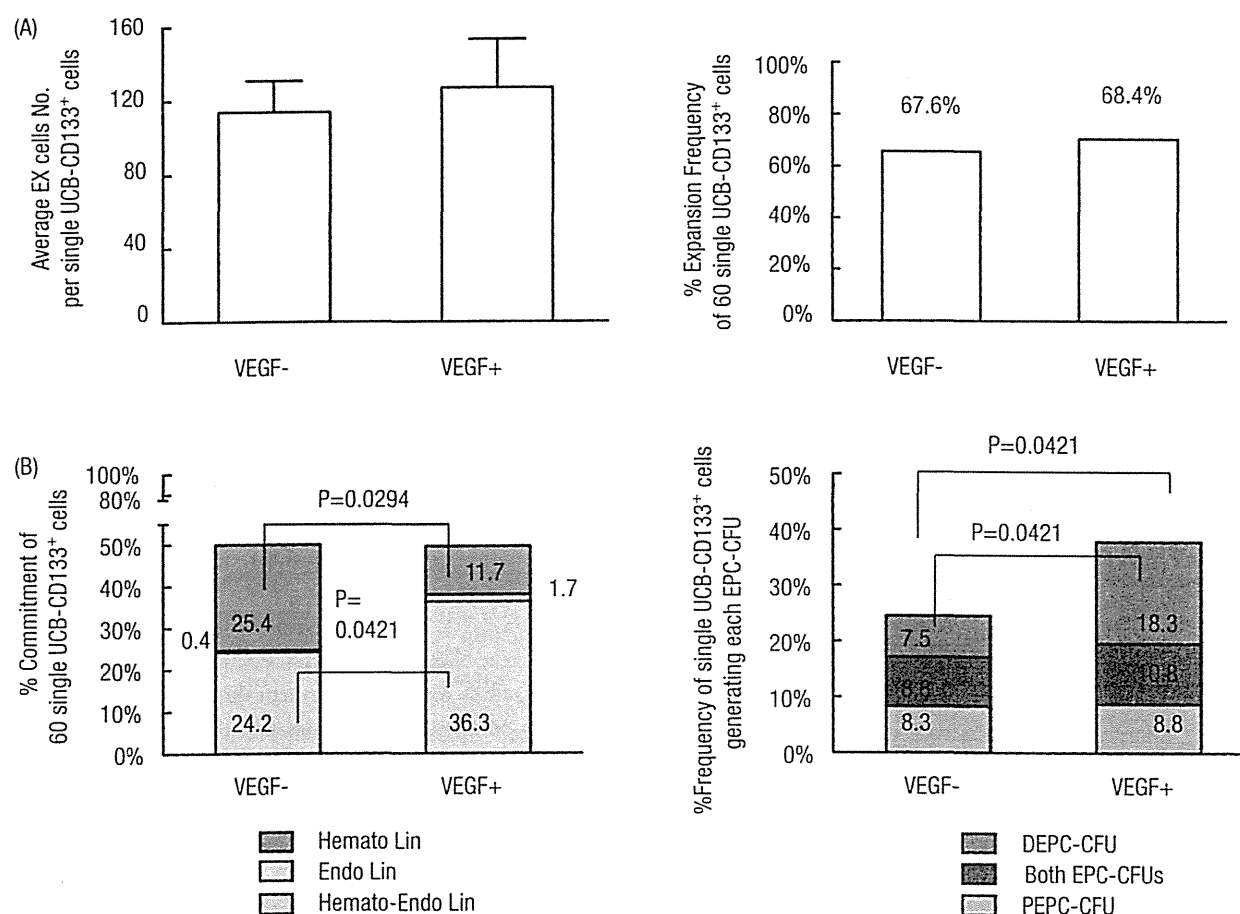 (A)
160
120
80
40
0
Average EX cells No.
per single UCB-CD133+ cells
VEGF-
VEGF+
100%
80%
60%
40%
20%
0%
% Expansion Frequency
of 60 single UCB-CD133+ cells
67.6%
68.4%
VEGF-
VEGF+
(B)
100%
80%
50%
40%
30%
20%
10%
0%
% Commitment of
60 single UCB-CD133+ cells
P=0.0294
P=
0.0421
25.4
0.4
24.2
11.7
1.7
36.3
VEGF-
VEGF+
Hemato Lin
Endo Lin
Hemato-Endo Lin
50%
40%
30%
20%
10%
0%
%Frequency of single UCB-CD133+ cells
generating each EPC-CFU
P=0.0421
P=0.0421
7.5
8.3
18.3
10.8
8.8
VEGF-
VEGF+
DEPC-CFU
Both EPC-CFUs
PEPC-CFU